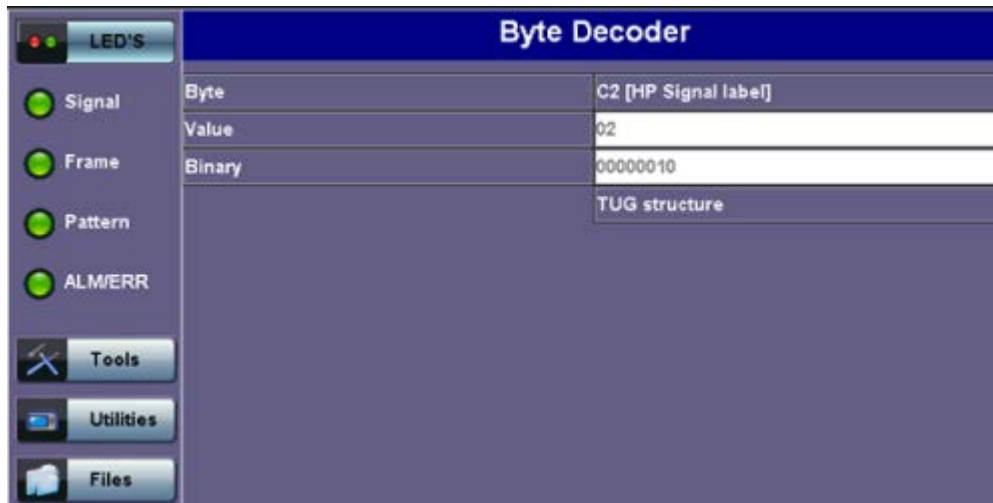 LED'S
Byte Decoder
Signal
Frame
Pattern
ALM/ERR
Tools
Utilities
Files
Byte C2 [HP Signal label]
Value 02
Binary 00000010
TUG structure